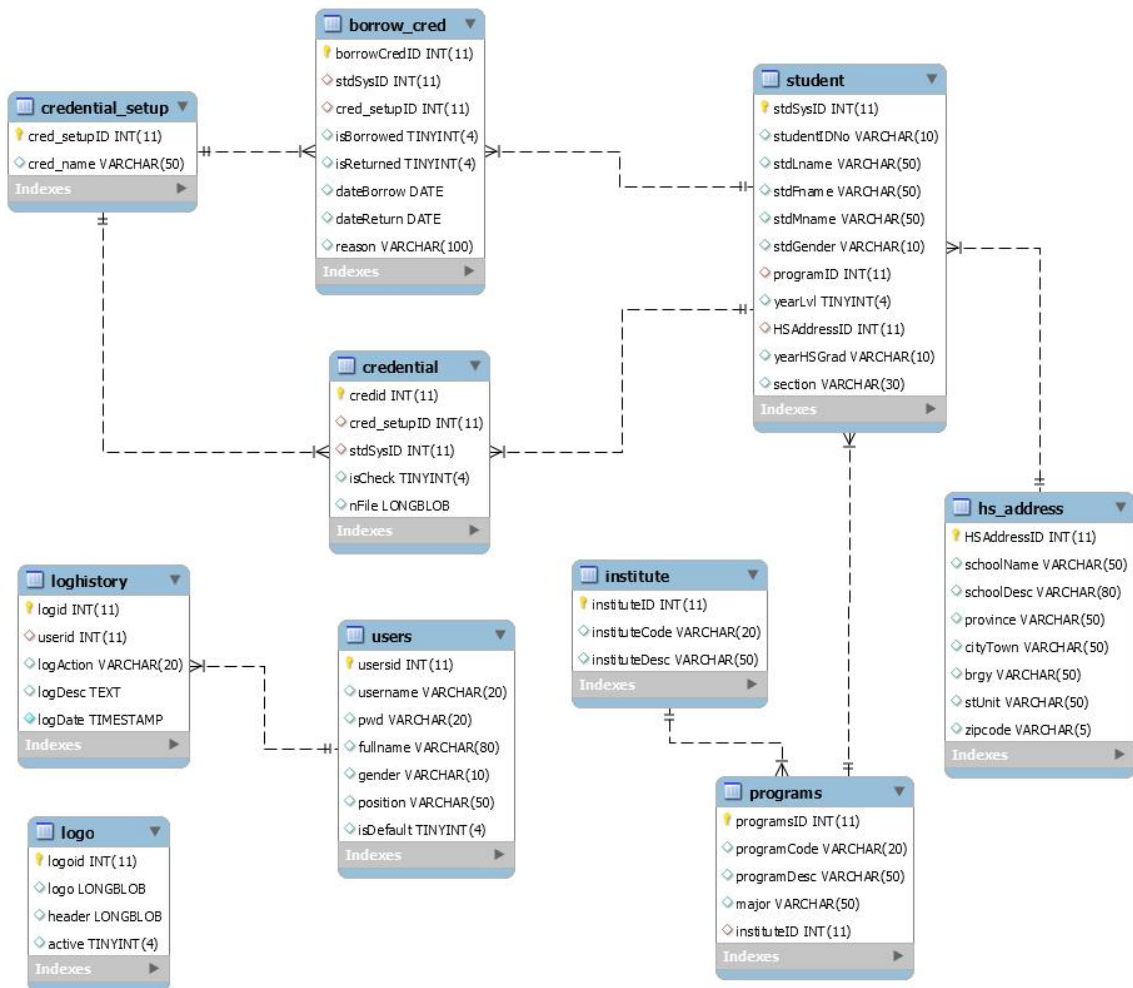 borrow_cred
borrowCredID INT(11)
stdSysID INT(11)
cred_setupID INT(11)
isBorrowed TINYINT(4)
isReturned TINYINT(4)
dateBorrow DATE
dateReturn DATE
reason VARCHAR(100)
Indexes
credential_setup
cred_setupID INT(11)
cred_name VARCHAR(50)
Indexes
student
stdSysID INT(11)
studentIDNo VARCHAR(10)
stdLname VARCHAR(50)
stdFname VARCHAR(50)
stdMname VARCHAR(50)
stdGender VARCHAR(10)
programID INT(11)
yearLvl TINYINT(4)
HSAddressID INT(11)
yearHSGrad VARCHAR(10)
section VARCHAR(30)
Indexes
credential
credid INT(11)
cred_setupID INT(11)
stdSysID INT(11)
isCheck TINYINT(4)
nFile LONGBLOB
Indexes
hs_address
HSAddressID INT(11)
schoolName VARCHAR(50)
schoolDesc VARCHAR(80)
province VARCHAR(50)
cityTown VARCHAR(50)
brgy VARCHAR(50)
stUnit VARCHAR(50)
zipcode VARCHAR(5)
Indexes
loghistory
logid INT(11)
userid INT(11)
logAction VARCHAR(20)
logDesc TEXT
logDate TIMESTAMP
Indexes
users
usersid INT(11)
username VARCHAR(20)
pwd VARCHAR(20)
fullname VARCHAR(80)
gender VARCHAR(10)
position VARCHAR(50)
isDefault TINYINT(4)
Indexes
institute
instituteID INT(11)
instituteCode VARCHAR(20)
instituteDesc VARCHAR(50)
Indexes
programs
programsID INT(11)
programCode VARCHAR(20)
programDesc VARCHAR(50)
major VARCHAR(50)
instituteID INT(11)
Indexes
logo
logoid INT(11)
logo LONGBLOB
header LONGBLOB
active TINYINT(4)
Indexes